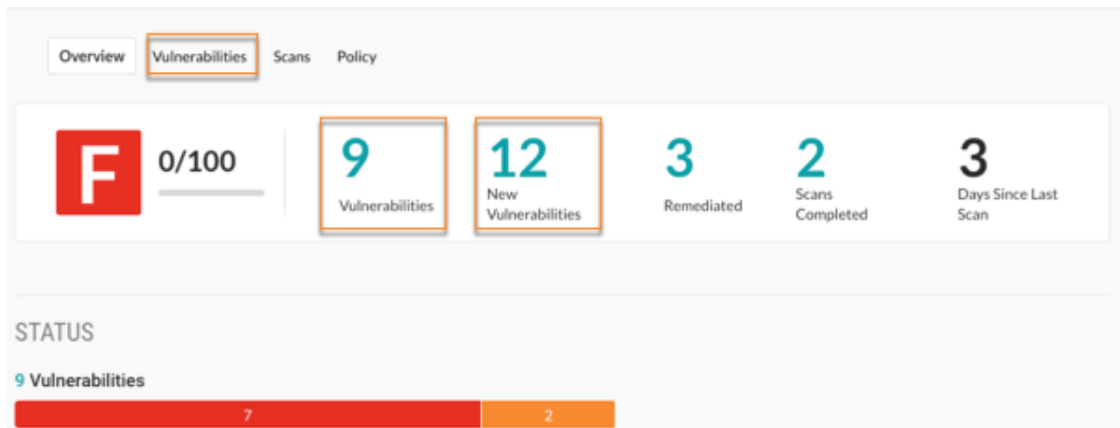 Overview Vulnerabilities Scans Policy
F 0/100
9
Vulnerabilities
12
New
Vulnerabilities
3
Remediated
2
Scans
Completed
3
Days Since Last
Scan
STATUS
9 Vulnerabilities
7 2